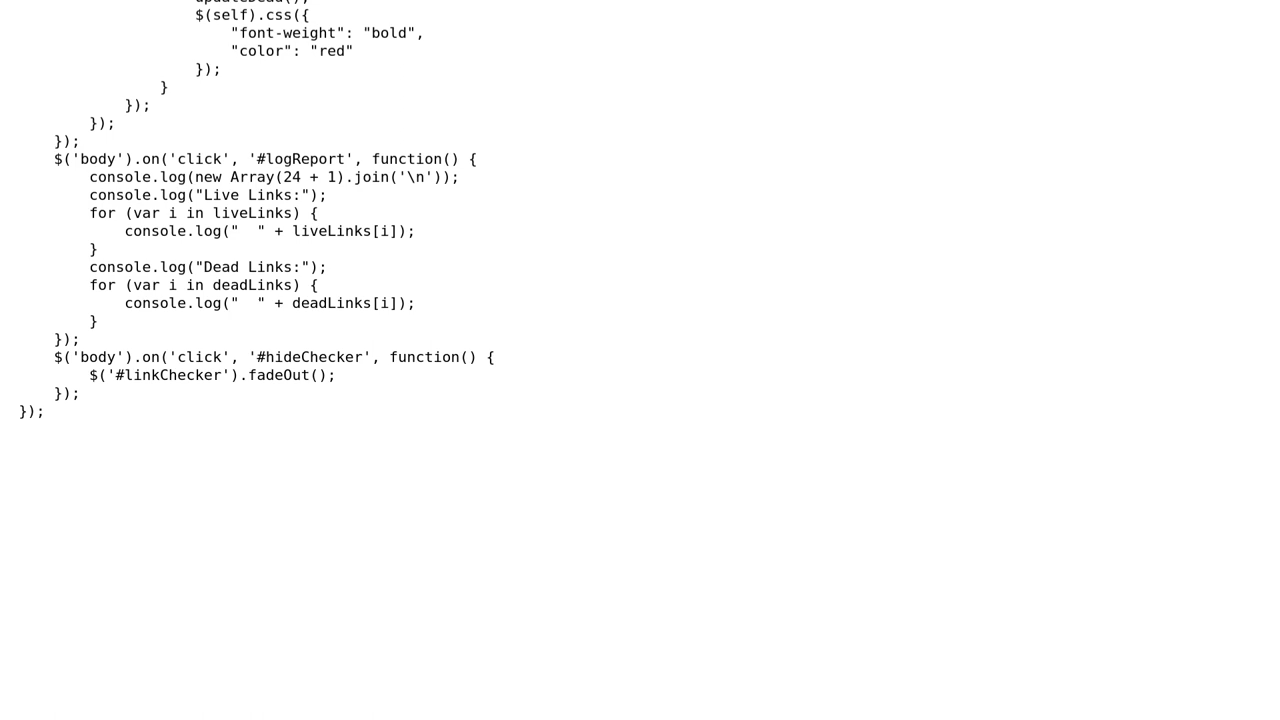 updateDead();
$(self).css({
"font-weight": "bold",
"color": "red"
});
}
});
});
});
$('body').on('click', '#logReport', function() {
console.log(new Array(24 + 1).join('\n'));
console.log("Live Links:");
for (var i in liveLinks) {
console.log("  " + liveLinks[i]);
}
console.log("Dead Links:");
for (var i in deadLinks) {
console.log("  " + deadLinks[i]);
}
});
$('body').on('click', '#hideChecker', function() {
$('#linkChecker').fadeOut();
});
});